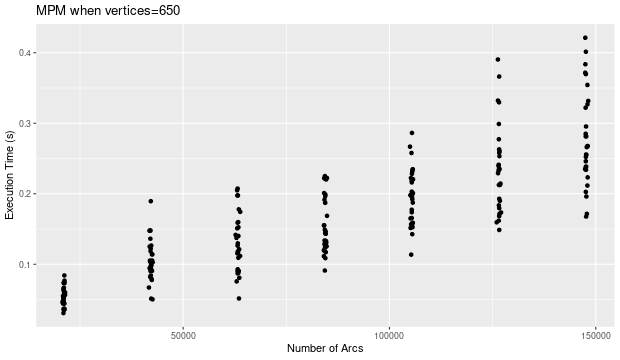 MPM when vertices=650
Execution Time (s)
0.4
0.3
0.2
0.1
50000 100000 150000
Number of Arcs